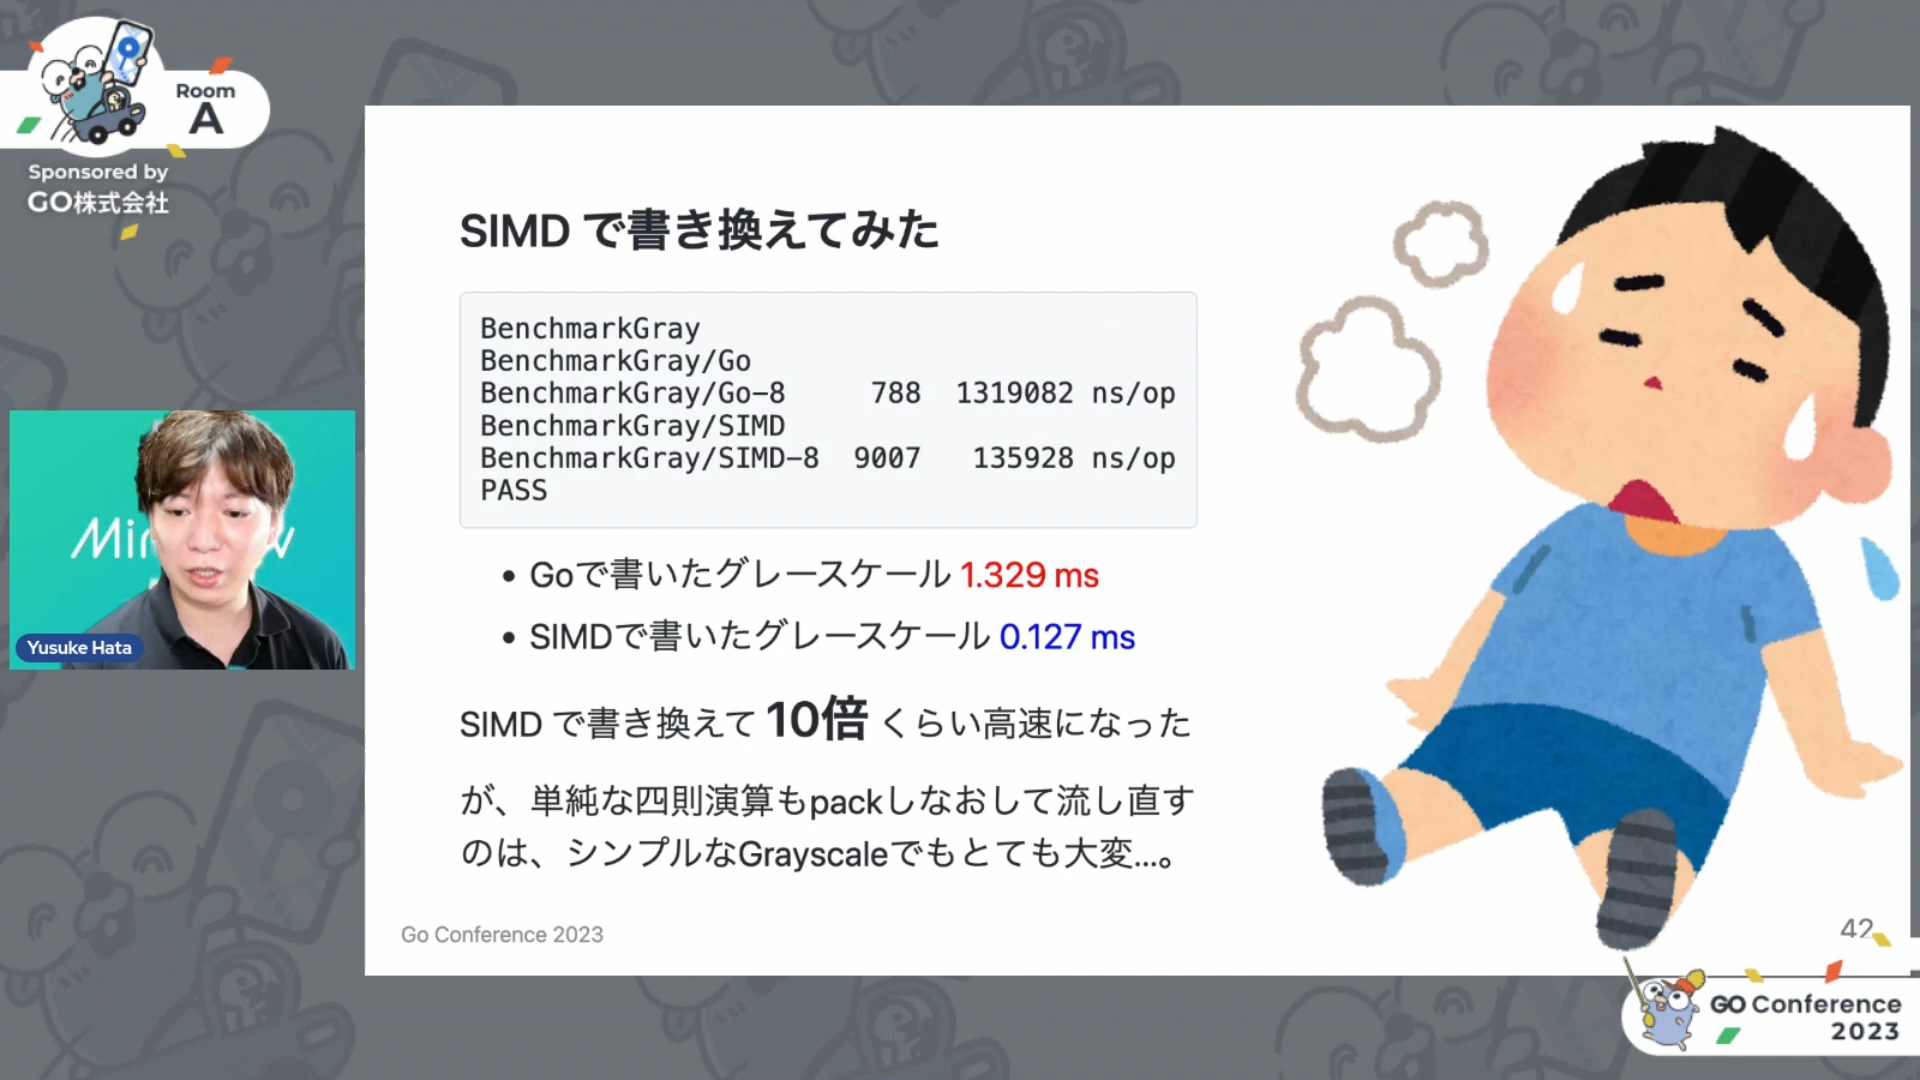 Room
A
Sponsored by
GO株式会社
SIMD で書き換えてみた
BenchmarkGray
BenchmarkGray/Go
BenchmarkGray/Go-8 788 1319082 ns/op
BenchmarkGray/SIMD
BenchmarkGray/SIMD-8 9007 135928 ns/op
PASS
• Goで書いたグレースケール 1.329 ms
• SIMDで書いたグレースケール 0.127 ms
SIMD で書き換えて 10倍 くらい高速になった
が、単純な四則演算もpackしなおして流し直す
のは、シンプルなGrayscaleでもとても大変...。
Go Conference 2023
42
Yusuke Hata
GO Conference
2023